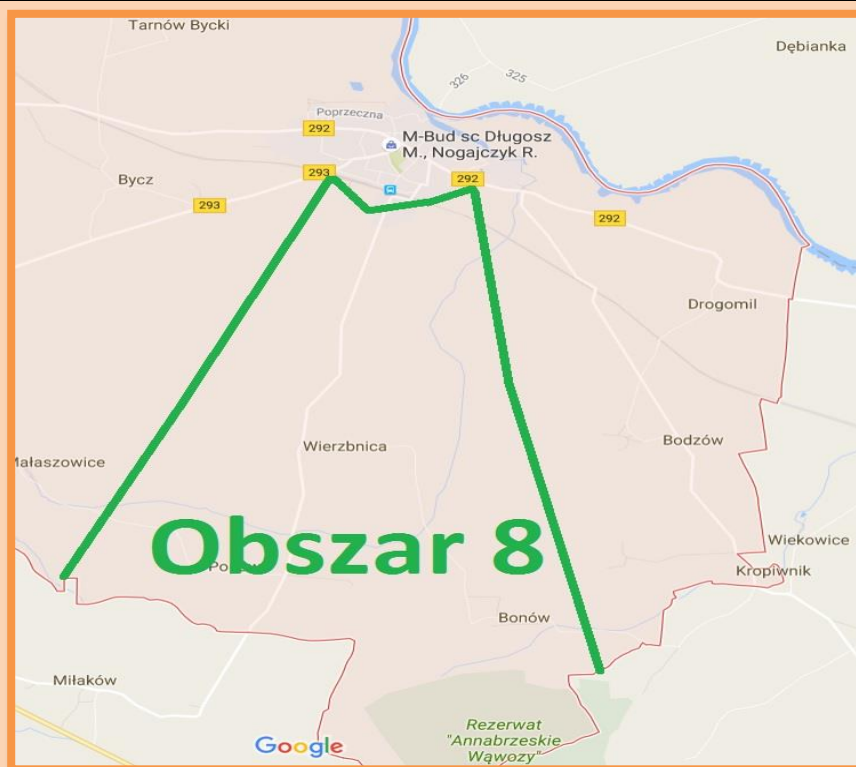 Tarnów Bycki
Dębianka
326
325
Poprzeczna
292
M-Bud sc Długosz
M., Nogajczyk R.
293
292
Bycz
293
292
Drogomil
Bodzów
Wierzbnica
Małaszowice
Obszar 8
Wiekowice
Kropiwnik
Bonów
Miłaków
Rezerwat
"Annabrzeskie
Wąwozy"
Google